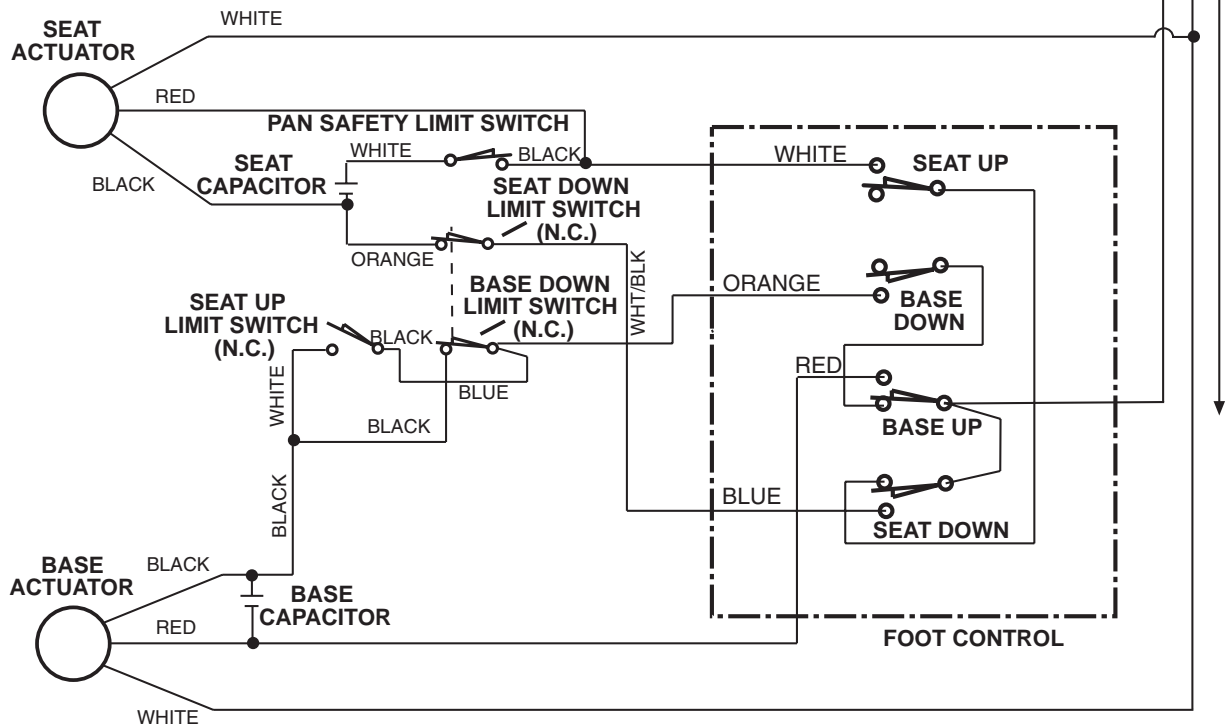 WHITE
SEAT
ACTUATOR
RED
PAN SAFETY LIMIT SWITCH
WHITE
BLACK
WHITE
SEAT UP
SEAT
CAPACITOR
BLACK
SEAT DOWN
LIMIT SWITCH
(N.C.)
ORANGE
WHT/BLK
ORANGE
BASE
DOWN
BASE DOWN
LIMIT SWITCH
(N.C.)
SEAT UP
LIMIT SWITCH
(N.C.)
BLACK
BLUE
WHITE
BLACK
RED
BASE UP
BLACK
BLUE
SEAT DOWN
BASE
ACTUATOR
BLACK
BASE
CAPACITOR
RED
FOOT CONTROL
WHITE